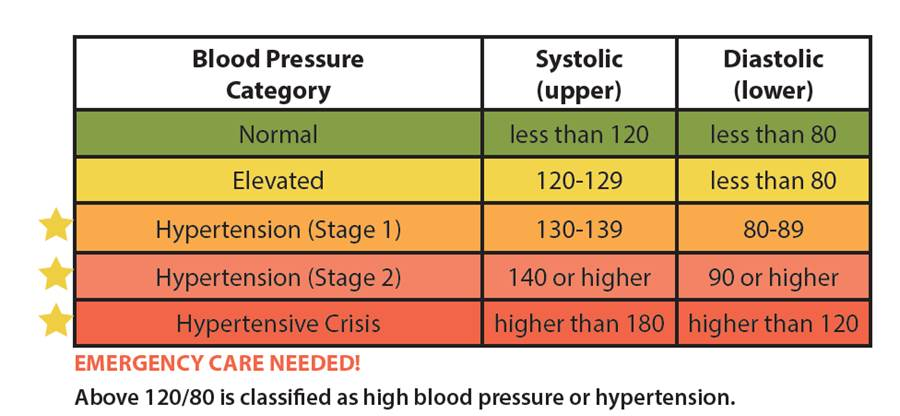 Blood Pressure Category Systolic (upper) Diastolic (lower)
Normal less than 120 less than 80
Elevated 120-129 less than 80
Hypertension (Stage 1) 130-139 80-89
Hypertension (Stage 2) 140 or higher 90 or higher
Hypertensive Crisis higher than 180 higher than 120
EMERGENCY CARE NEEDED!
Above 120/80 is classified as high blood pressure or hypertension.